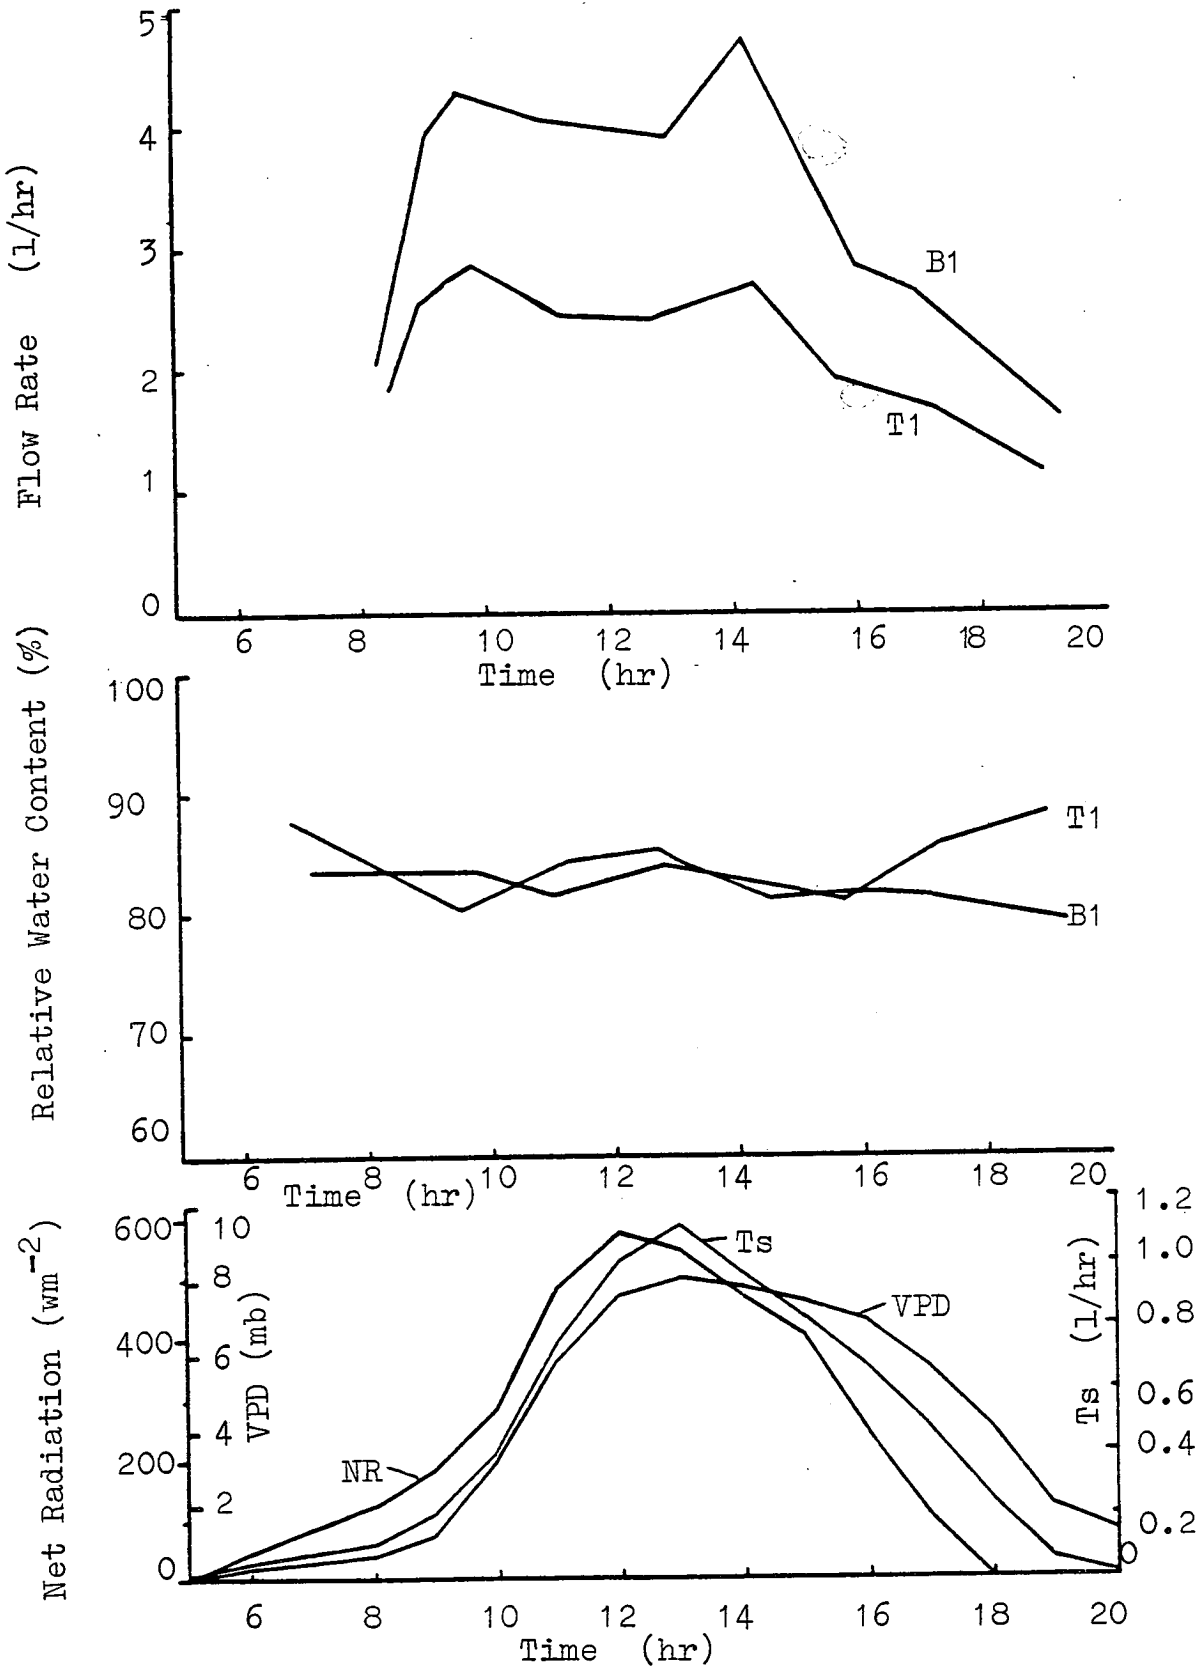 5
4
3
2
1
0
Flow Rate (l/hr)
B1
T1
6 8 10 12 14 16 18 20
Time (hr)
100
90
80
70
60
Relative Water Content (%)
T1
B1
6 8 10 12 14 16 18 20
Time (hr)
600
400
200
0
Net Radiation (wm⁻²)
10
8
6
4
2
VPD (mb)
NR
Ts
VPD
1.2
1.0
0.8
0.6
0.4
0.2
0
Ts (l/hr)
6 8 10 12 14 16 18 20
Time (hr)